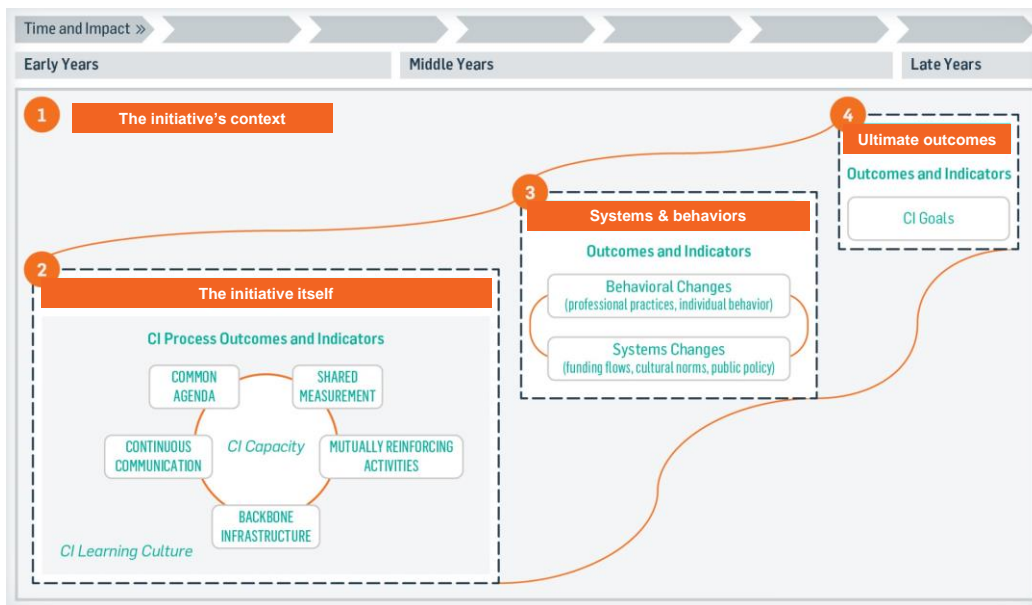 Time and Impact »
Early Years
Middle Years
Late Years
1
The initiative's context
4
Ultimate outcomes
Outcomes and Indicators
CI Goals
3
Systems & behaviors
Outcomes and Indicators
Behavioral Changes
(professional practices, individual behavior)
Systems Changes
(funding flows, cultural norms, public policy)
2
The initiative itself
CI Process Outcomes and Indicators
COMMON
AGENDA
SHARED
MEASUREMENT
CONTINUOUS
COMMUNICATION
CI Capacity
MUTUALLY REINFORCING
ACTIVITIES
BACKBONE
INFRASTRUCTURE
CI Learning Culture